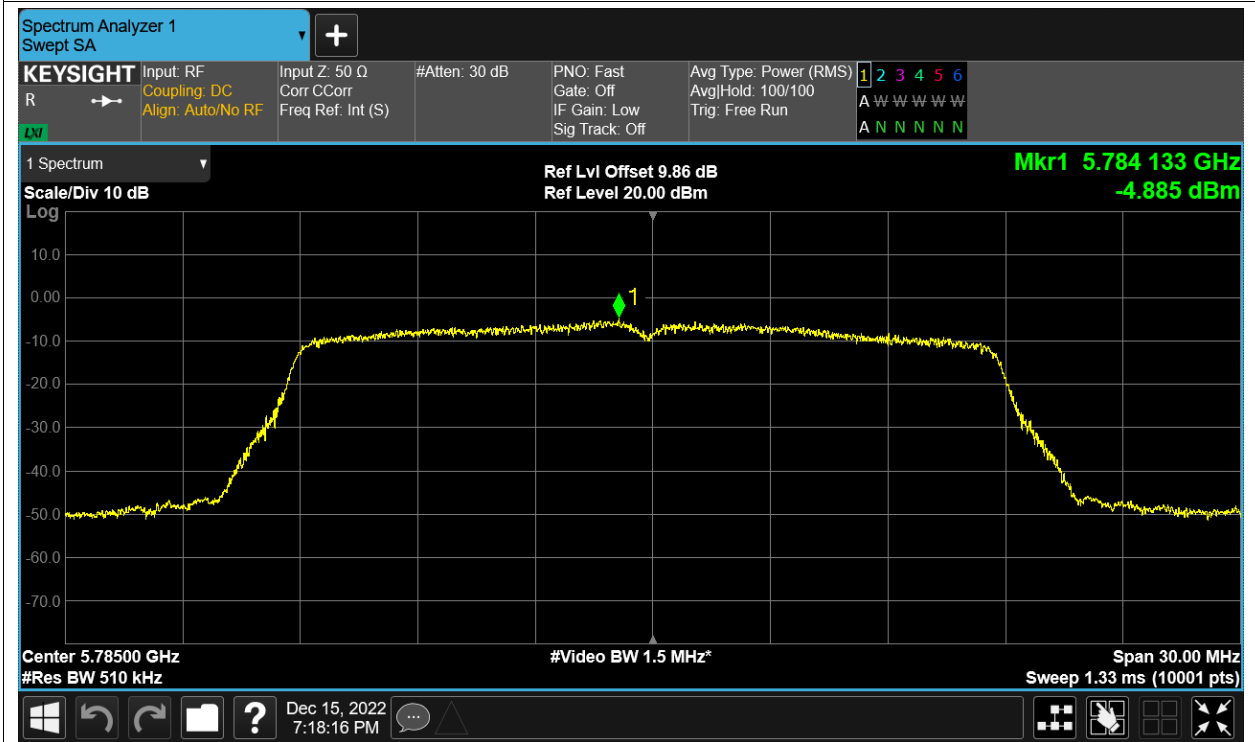 Spectrum Analyzer 1
Swept SA
KEYSIGHT
R
LXI
Input: RF
Coupling: DC
Align: Auto/No RF
Input Z: 50 Ω
Corr CCorr
Freq Ref: Int (S)
#Atten: 30 dB
PNO: Fast
Gate: Off
IF Gain: Low
Sig Track: Off
Avg Type: Power (RMS)
Avg|Hold: 100/100
Trig: Free Run
1 2 3 4 5 6
A W W W W W
A N N N N N
1 Spectrum
Scale/Div 10 dB
Log
Ref Lvl Offset 9.86 dB
Ref Level 20.00 dBm
Mkr1 5.784 133 GHz
-4.885 dBm
10.0
0.00
-10.0
-20.0
-30.0
-40.0
-50.0
-60.0
-70.0
1
Center 5.78500 GHz
#Res BW 510 kHz
#Video BW 1.5 MHz*
Span 30.00 MHz
Sweep 1.33 ms (10001 pts)
?
Dec 15, 2022
7:18:16 PM